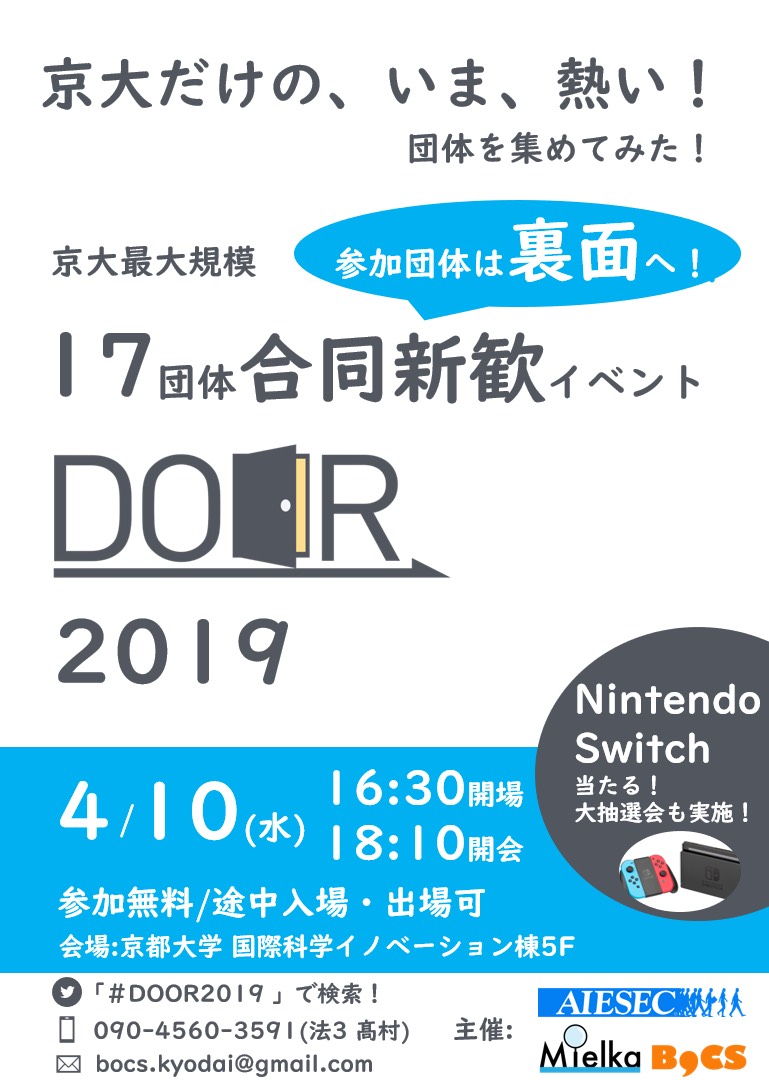 京大だけの、いま、熱い！
団体を集めてみた！
京大最大規模
参加団体は裏面へ！
17団体合同新歓イベント
DOOR
2019
Nintendo
Switch
当たる！
大抽選会も実施！
4/10(水)
16:30開場
18:10開会
参加無料/途中入場・出場可
会場:京都大学 国際科学イノベーション棟5F
「#DOOR2019 」で検索！
090-4560-3591(法3 髙村)
bocs.kyodai@gmail.com
主催:
AIESEC
Mielka BOCS